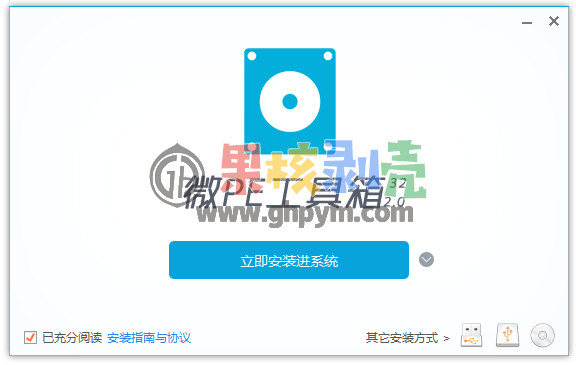 果核剥壳
微PE工具箱 32 2.0
www.ghpym.com
立即安装进系统
已充分阅读 安装指南与协议 其它安装方式 >